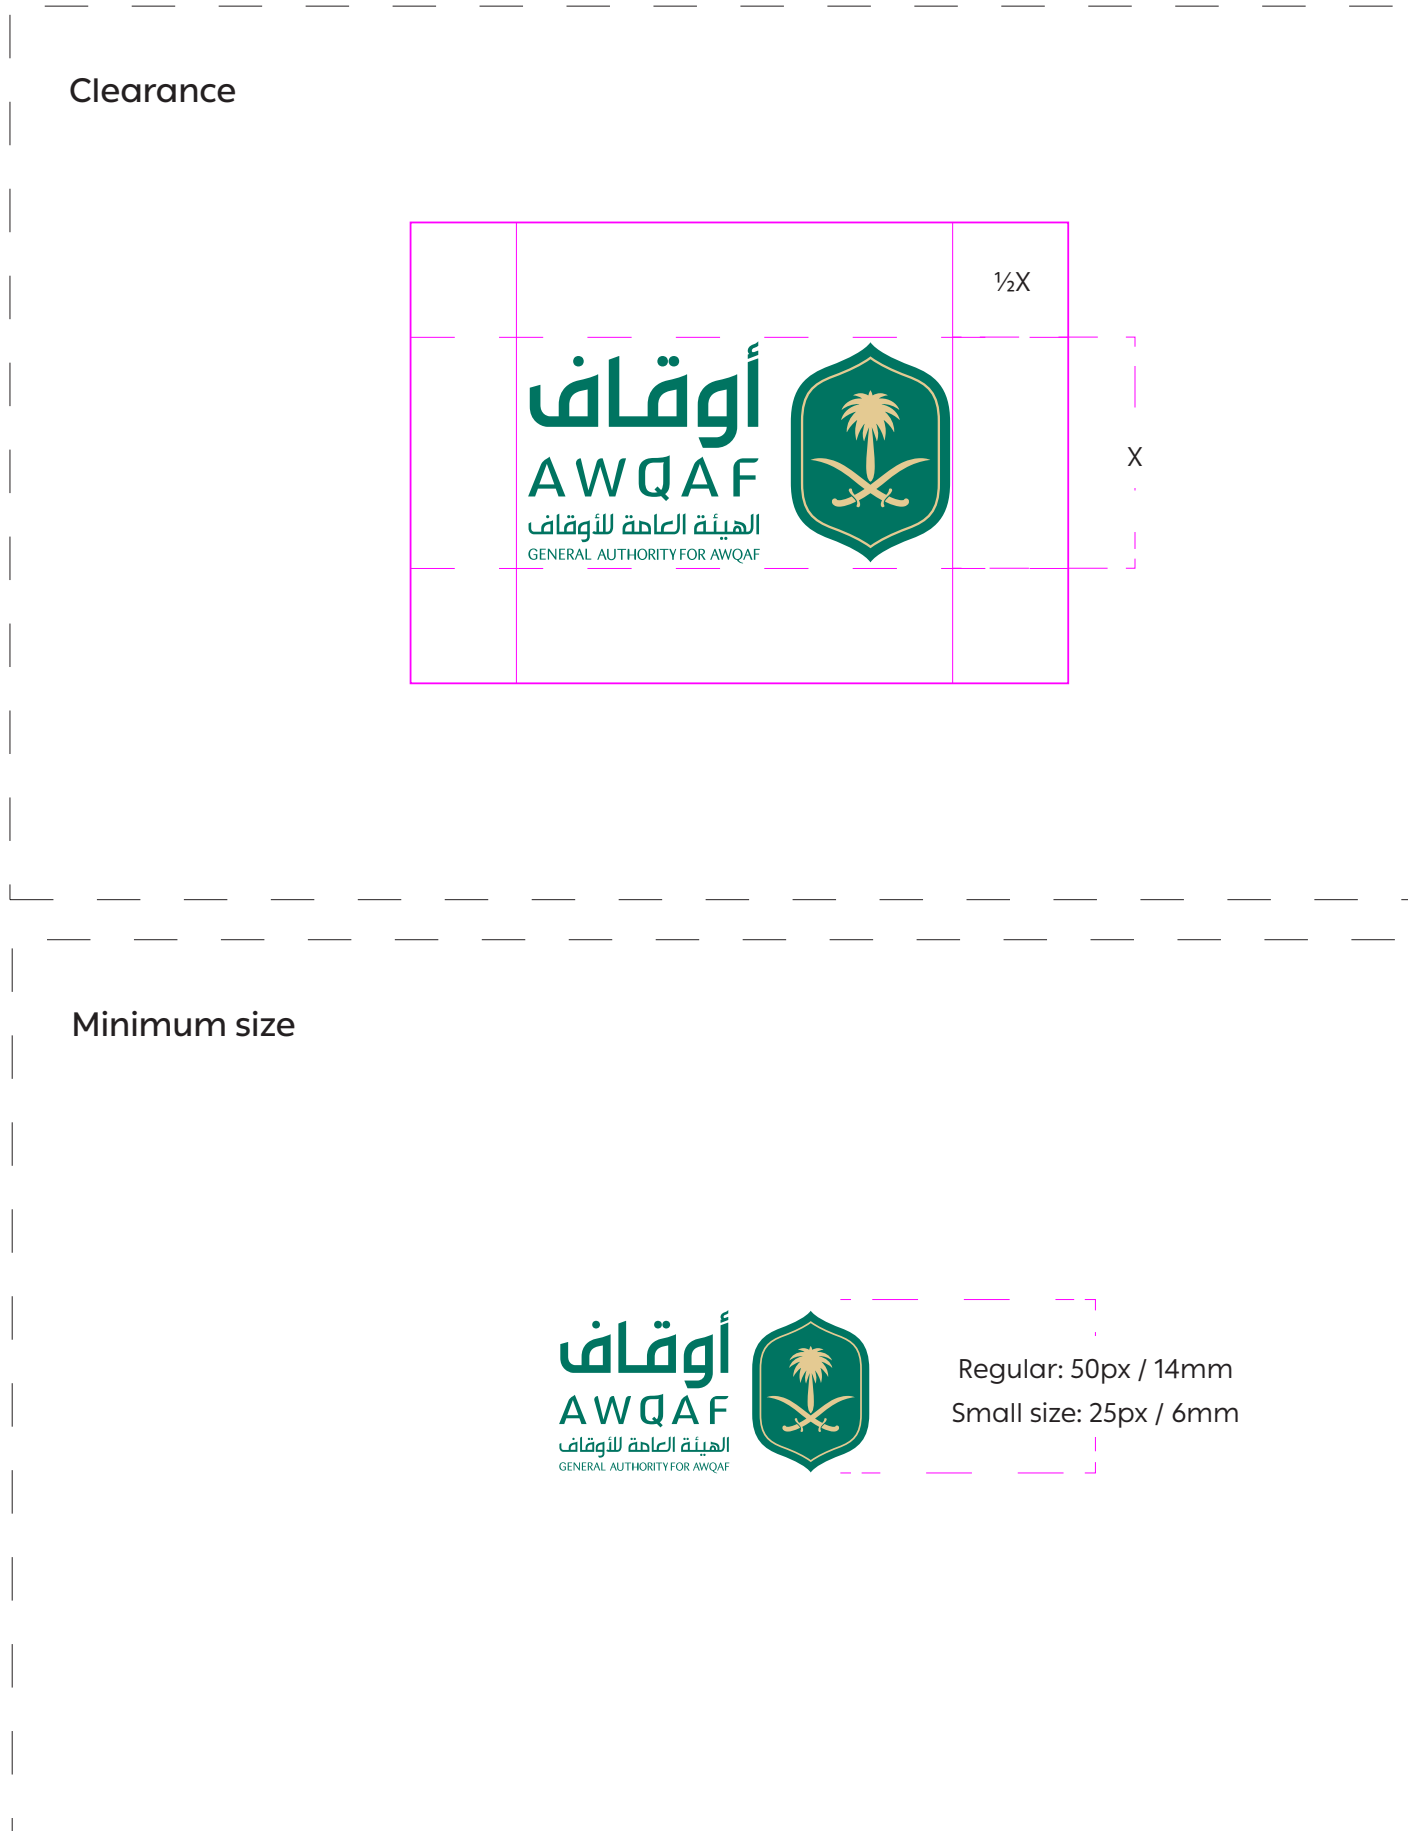 Clearance
½X
أوقاف
X
AWQAF
الهيئة العامة للأوقاف
GENERAL AUTHORITY FOR AWQAF
Minimum size
أوقاف
Regular: 50px / 14mm
AWQAF
Small size: 25px / 6mm
الهيئة العامة للأوقاف
GENERAL AUTHORITY FOR AWQAF